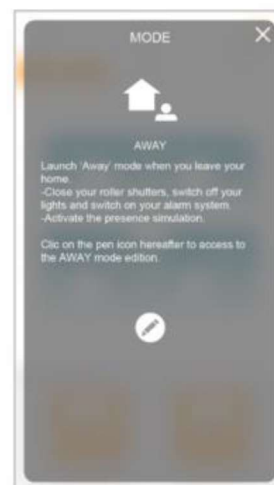 MODE
AWAY
Launch 'Away' mode when you leave your
home.
-Close your roller shutters, switch off your
lights and switch on your alarm system.
-Activate the presence simulation.
Clic on the pen icon hereafter to access to
the AWAY mode edition.